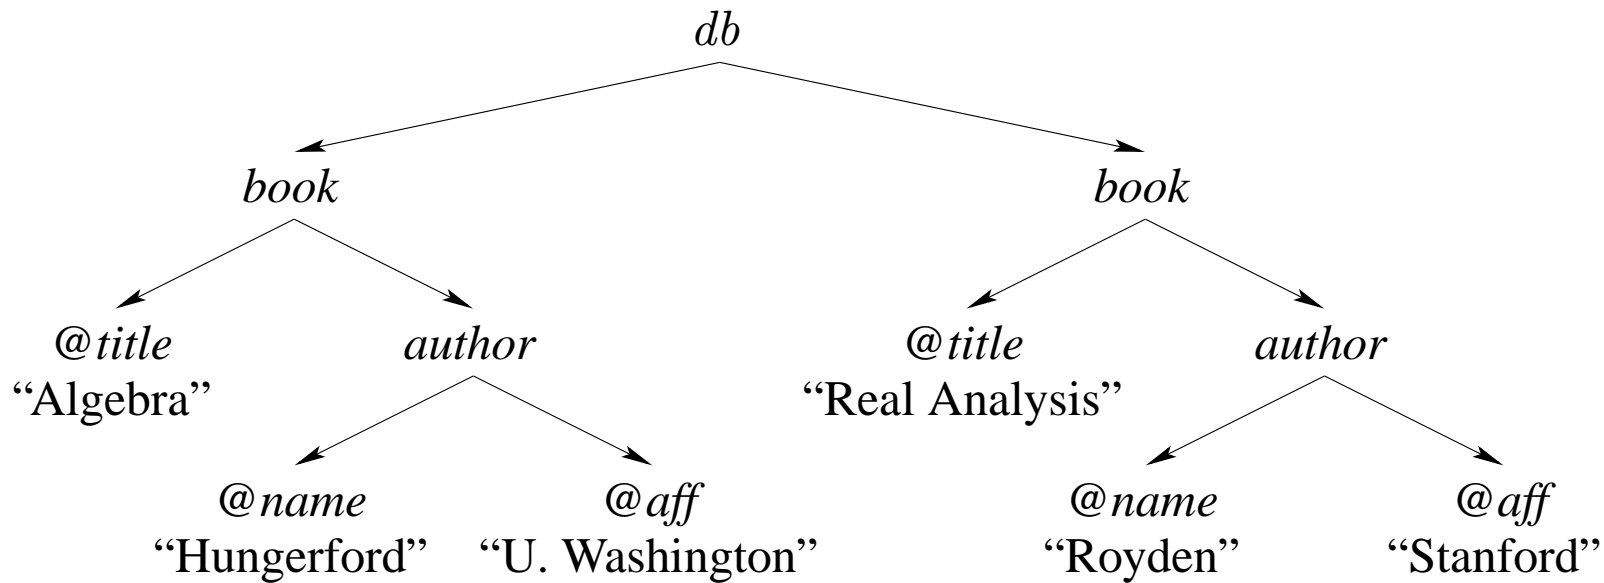 db
book book
@title author @title author
“Algebra” “Real Analysis”
@name @aff @name @aff
“Hungerford” “U. Washington” “Royden” “Stanford”